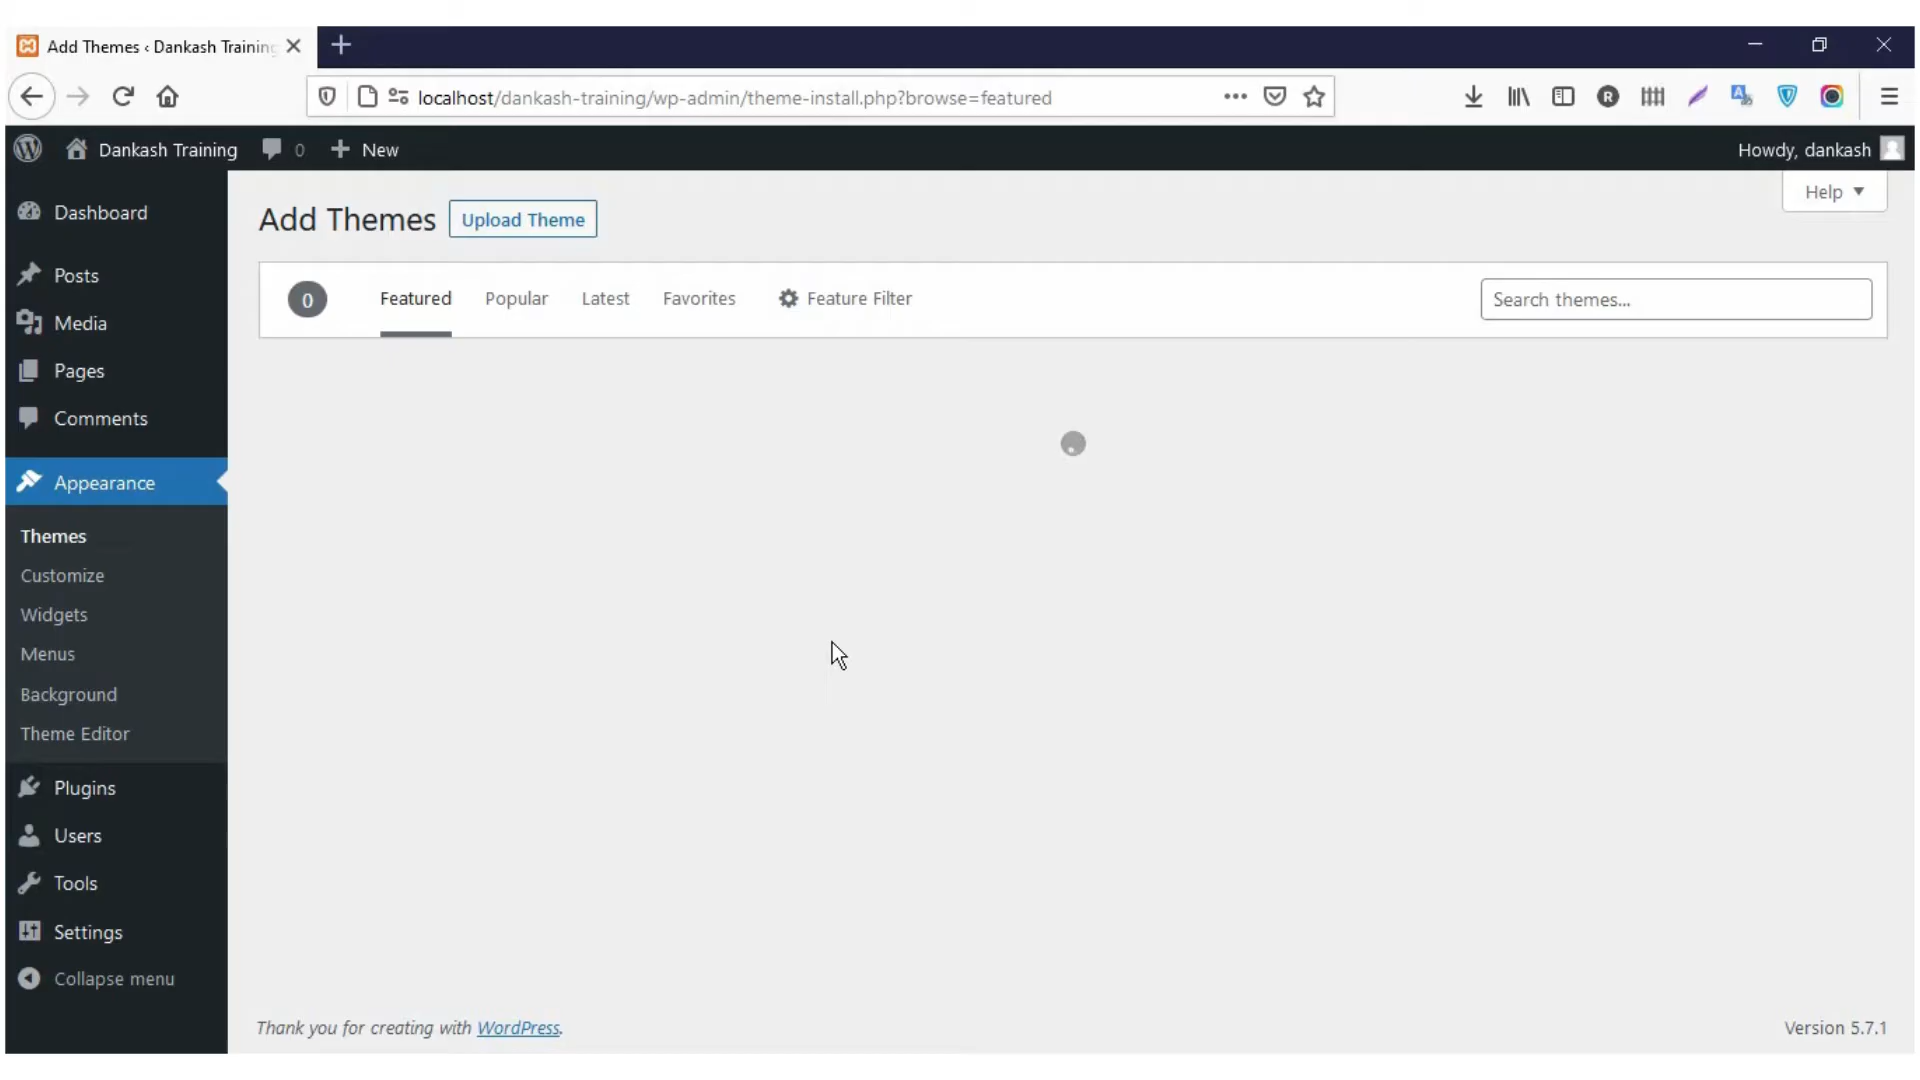 Add Themes ‹ Dankash Training
localhost/dankash-training/wp-admin/theme-install.php?browse=featured
Dankash Training 0 New
Howdy, dankash
Help
Dashboard
Posts
Media
Pages
Comments
Appearance
Themes
Customize
Widgets
Menus
Background
Theme Editor
Plugins
Users
Tools
Settings
Collapse menu
Add Themes Upload Theme
0 Featured Popular Latest Favorites Feature Filter
Search themes...
Thank you for creating with WordPress.
Version 5.7.1